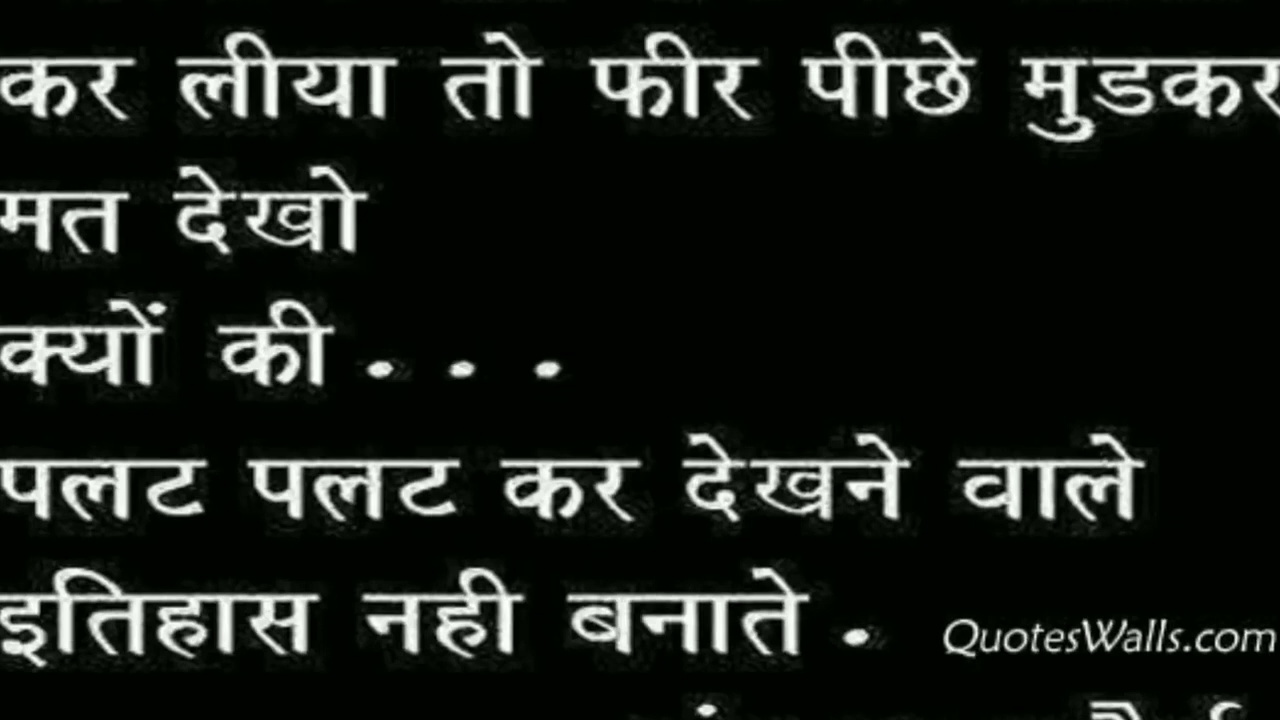 कर लीया तो फीर पीछे मुडकर
मत देखो
क्यों की . . .
पलट पलट कर देखने वाले
इतिहास नही बनाते .
QuotesWalls.com